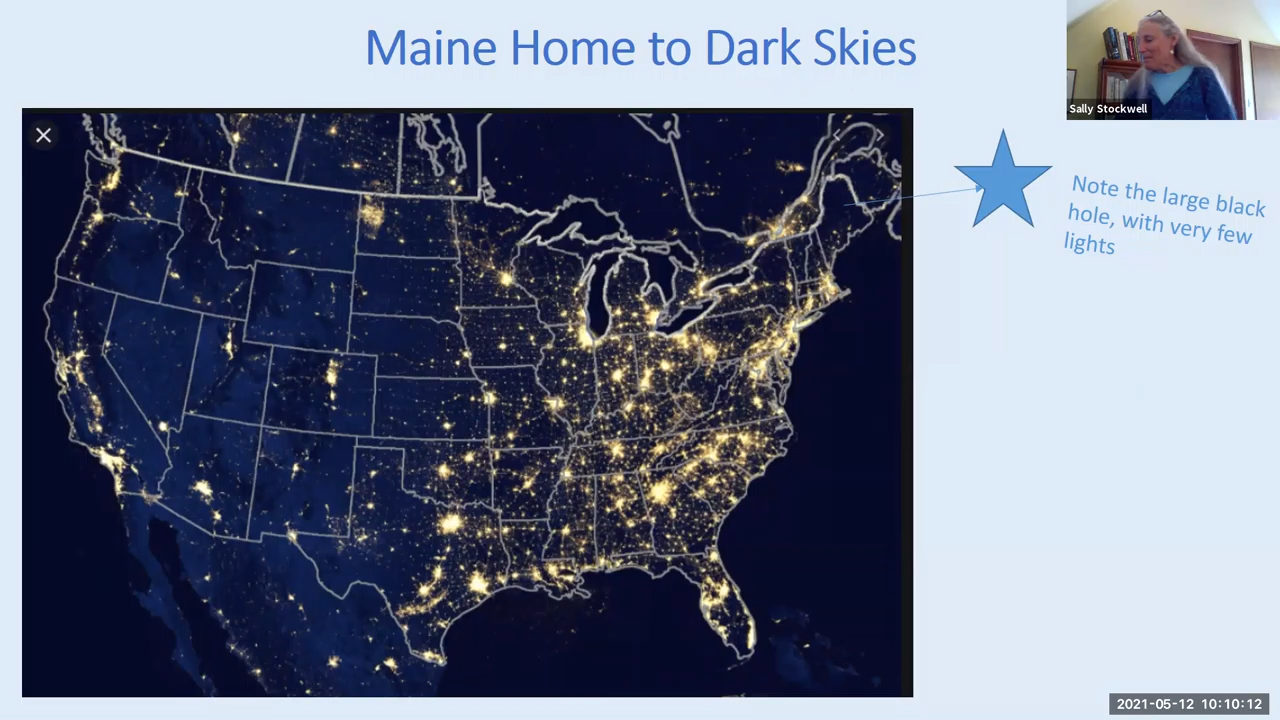 Maine Home to Dark Skies
Sally Stockwell
Note the large black
hole, with very few
lights
2021-05-12 10:10:12